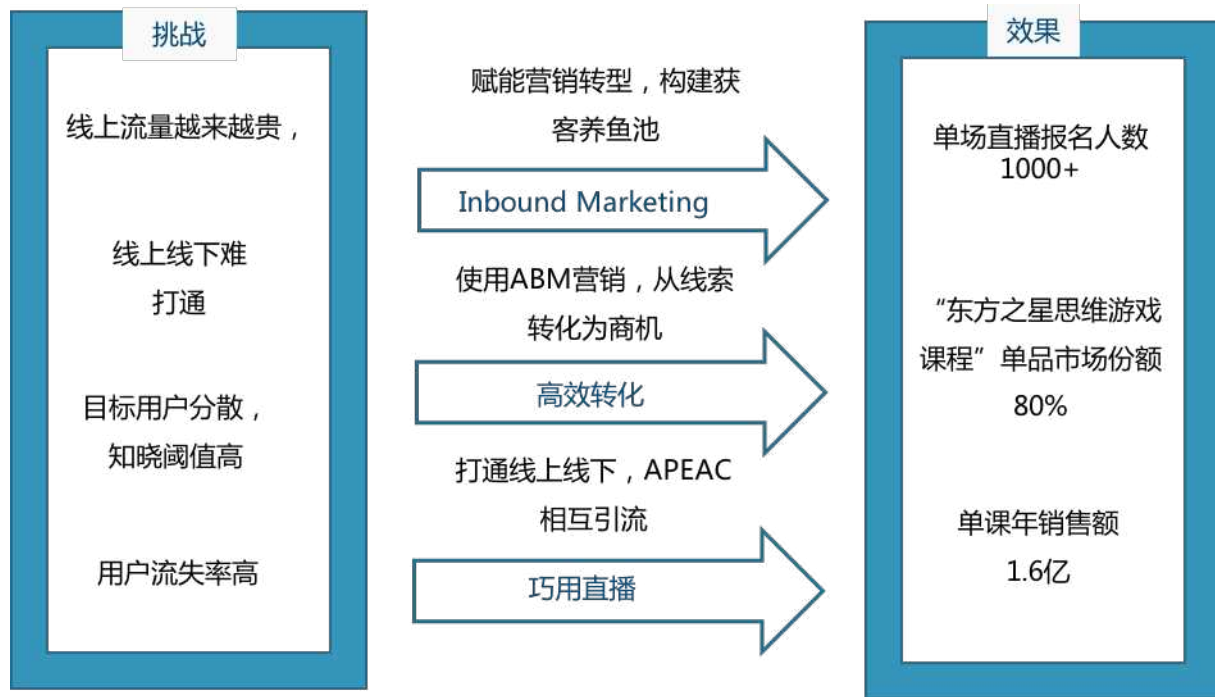 挑战
线上流量越来越贵，
线上线下难
打通
目标用户分散，
知晓阈值高
用户流失率高
赋能营销转型，构建获
客养鱼池
Inbound Marketing
使用ABM营销，从线索
转化为商机
高效转化
打通线上线下，APEAC
相互引流
巧用直播
效果
单场直播报名人数
1000+
“东方之星思维游戏
课程”单品市场份额
80%
单课年销售额
1.6亿